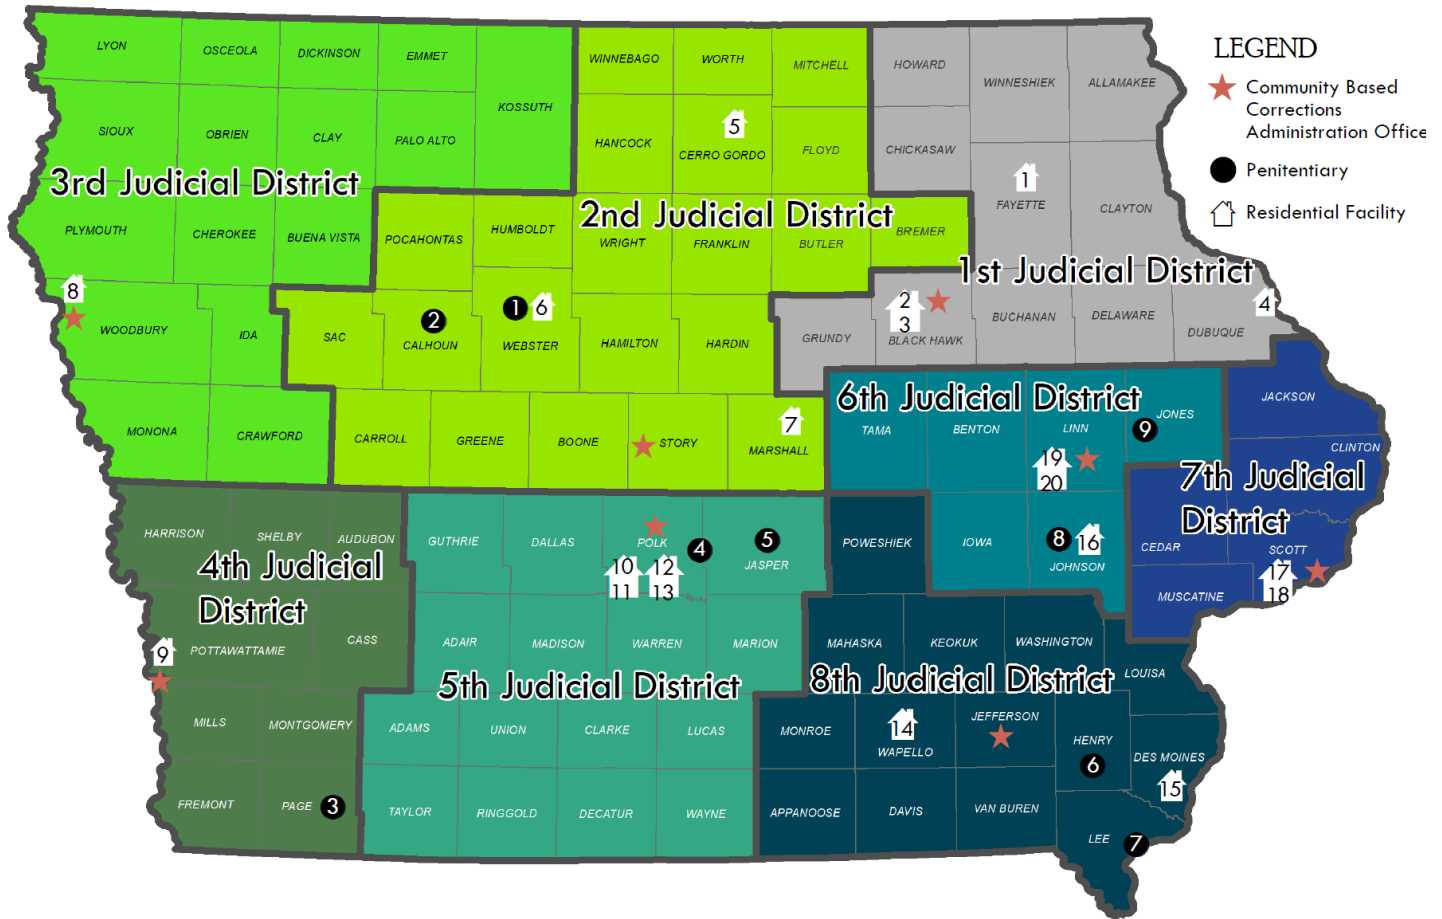 LEGEND
Community Based
Corrections
Administration Office
Penitentiary
Residential Facility
LYON
OSCEOLA
DICKINSON
EMMET
KOSSUTH
SIOUX
OBRIEN
CLAY
PALO ALTO
3rd Judicial District
PLYMOUTH
CHEROKEE
BUENA VISTA
8
WOODBURY
IDA
MONONA
CRAWFORD
WINNEBAGO
WORTH
MITCHELL
HANCOCK
5
CERRO GORDO
FLOYD
2nd Judicial District
POCAHONTAS
HUMBOLDT
WRIGHT
FRANKLIN
BUTLER
BREMER
SAC
2
CALHOUN
1
6
WEBSTER
HAMILTON
HARDIN
CARROLL
GREENE
BOONE
STORY
7
MARSHALL
HOWARD
WINNESHIEK
ALLAMAKEE
CHICKASAW
1
FAYETTE
CLAYTON
1st Judicial District
2
3
BLACK HAWK
GRUNDY
BUCHANAN
DELAWARE
4
DUBUQUE
6th Judicial District
TAMA
BENTON
LINN
JONES
9
19
20
IOWA
8
16
JOHNSON
JACKSON
CLINTON
7th Judicial
District
CEDAR
SCOTT
17
18
MUSCATINE
HARRISON
SHELBY
AUDUBON
4th Judicial
District
9
POTTAWATTAMIE
CASS
MILLS
MONTGOMERY
FREMONT
PAGE
3
GUTHRIE
DALLAS
POLK
4
5
JASPER
10
11
12
13
ADAIR
MADISON
WARREN
MARION
5th Judicial District
ADAMS
UNION
CLARKE
LUCAS
TAYLOR
RINGGOLD
DECATUR
WAYNE
POWESHIEK
MAHASKA
KEOKUK
WASHINGTON
LOUISA
8th Judicial District
MONROE
14
WAPELLO
JEFFERSON
HENRY
6
DES MOINES
15
APPANOOSE
DAVIS
VAN BUREN
LEE
7